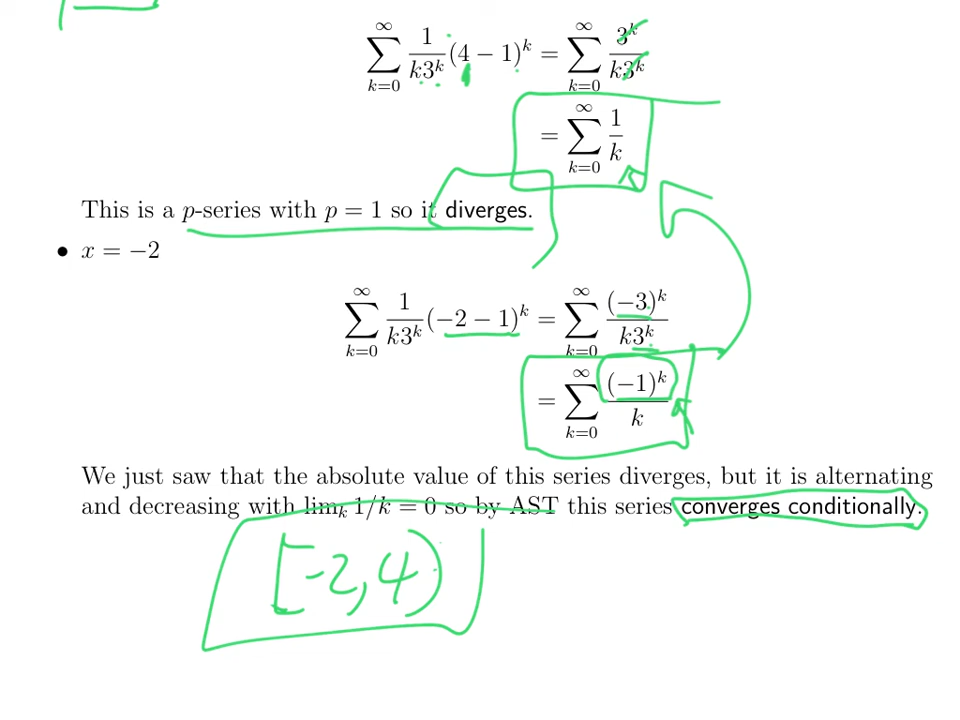 ∑_{k=0}^{∞} 1/(k3^k) (4 − 1)^k = ∑_{k=0}^{∞} 3^k/(k3^k)
= ∑_{k=0}^{∞} 1/k
This is a p-series with p = 1 so it diverges.
• x = −2
∑_{k=0}^{∞} 1/(k3^k) (−2 − 1)^k = ∑_{k=0}^{∞} (−3)^k/(k3^k)
= ∑_{k=0}^{∞} (−1)^k/k
We just saw that the absolute value of this series diverges, but it is alternating
and decreasing with lim_k 1/k = 0 so by AST this series converges conditionally.
[-2,4)